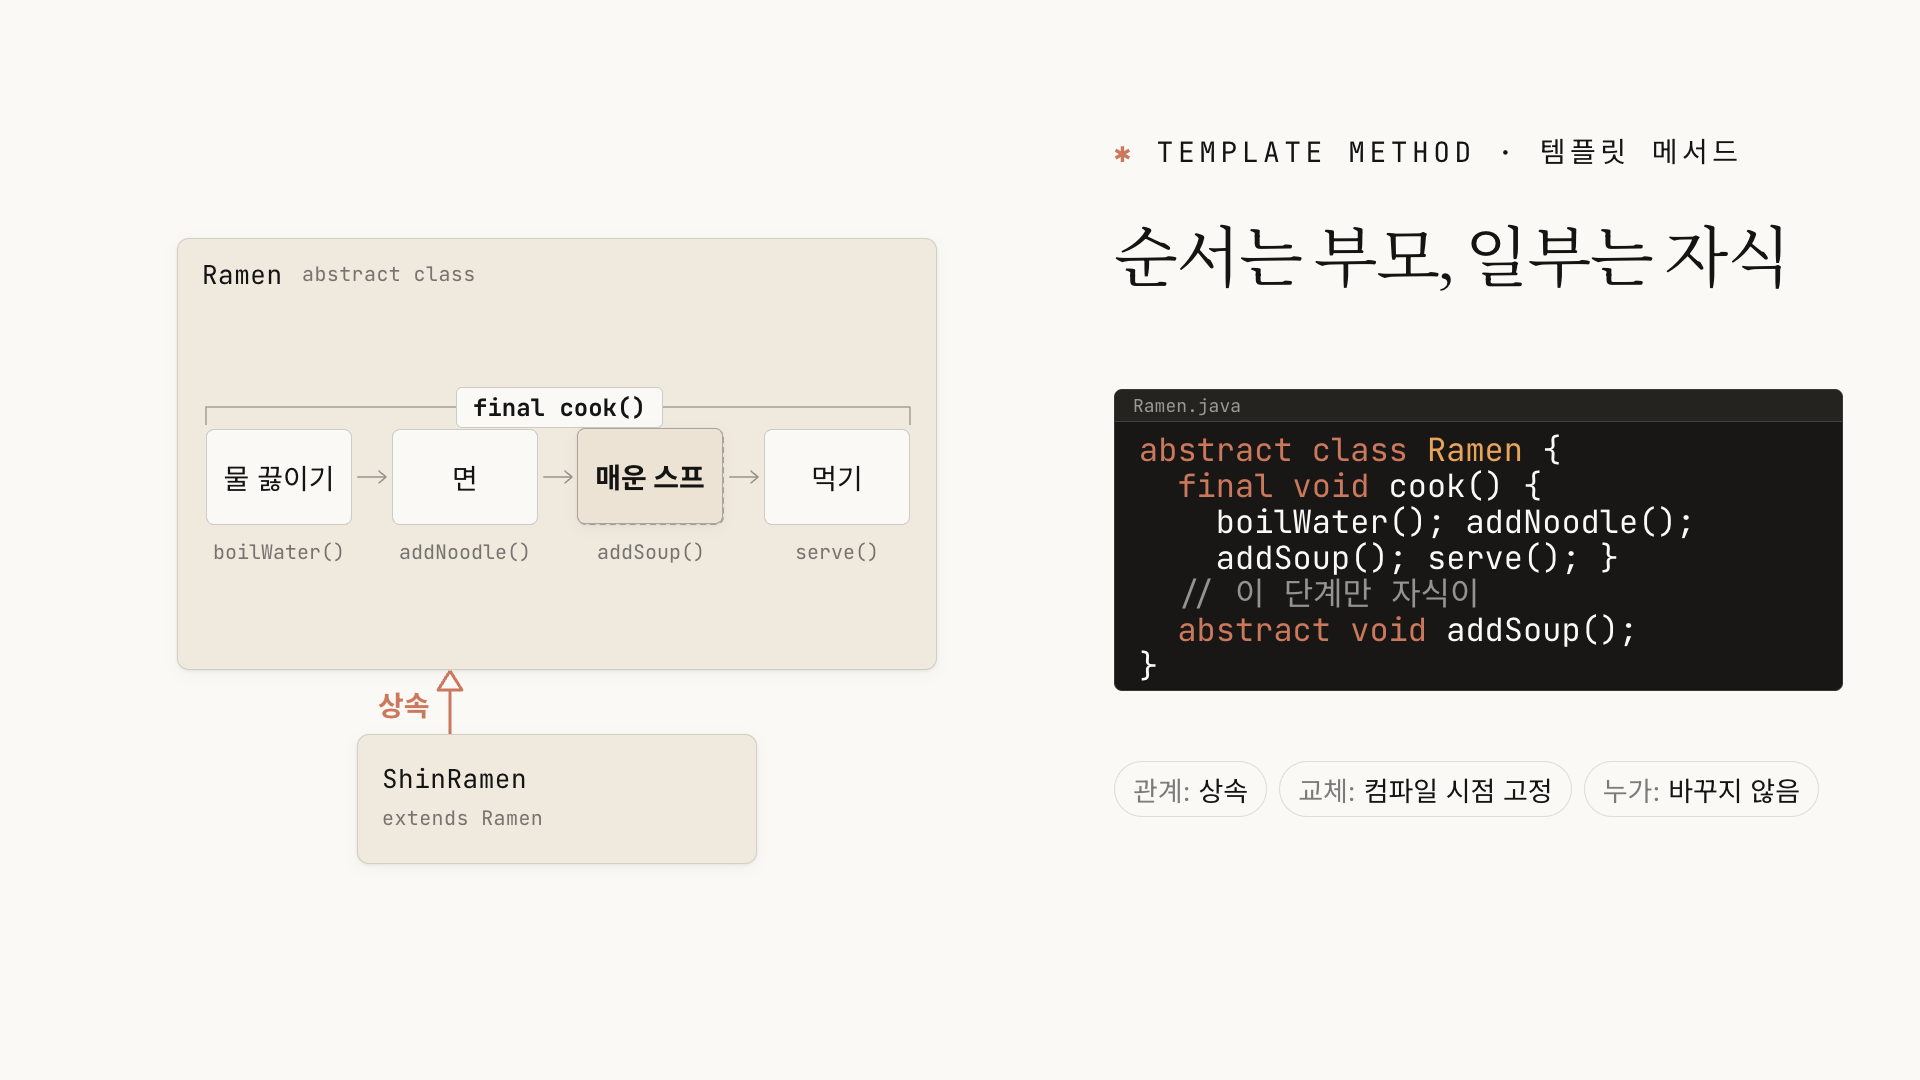 Ramen abstract class
final cook()
물 끓이기
면
매운 스프
먹기
boilWater()
addNoodle()
addSoup()
serve()
상속
ShinRamen
extends Ramen
* TEMPLATE METHOD · 템플릿 메서드
순서는 부모, 일부는 자식
Ramen.java
abstract class Ramen {
  final void cook() {
    boilWater(); addNoodle();
    addSoup(); serve(); }
  // 이 단계만 자식이
  abstract void addSoup();
}
관계: 상속
교체: 컴파일 시점 고정
누가: 바꾸지 않음